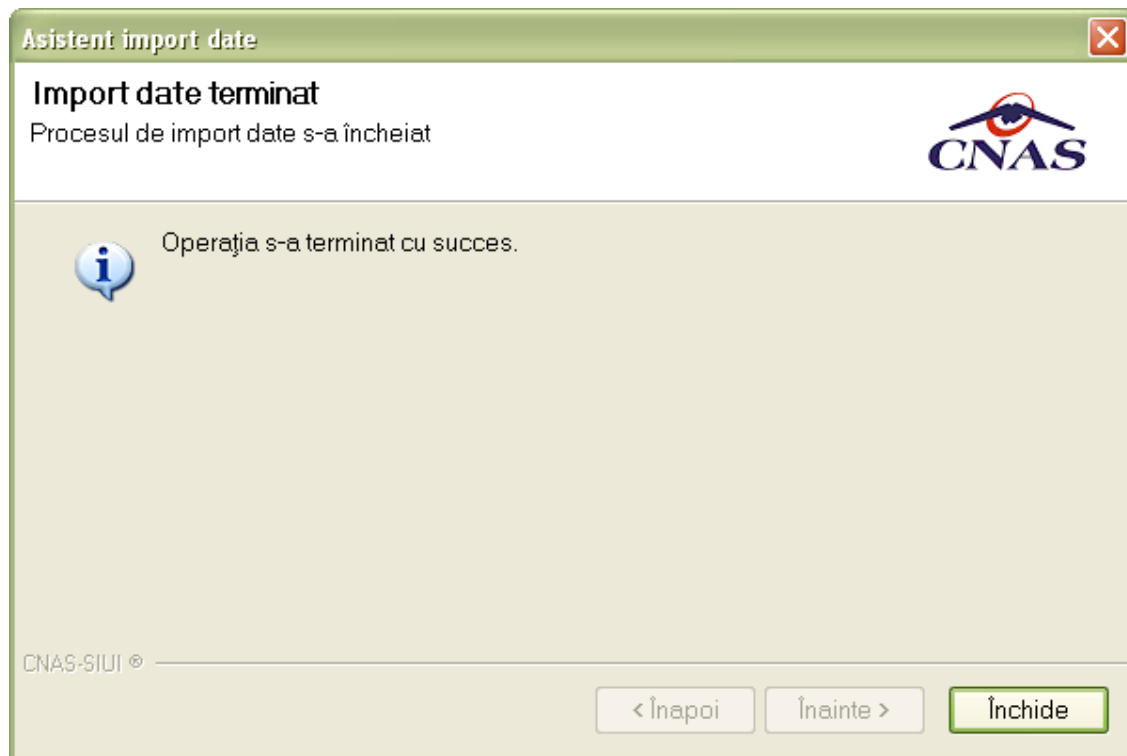 Asistent import date
Import date terminat
Procesul de import date s-a încheiat
CNAS
Operaţia s-a terminat cu succes.
CNAS-SIUI ®
< Înapoi
Înainte >
Închide